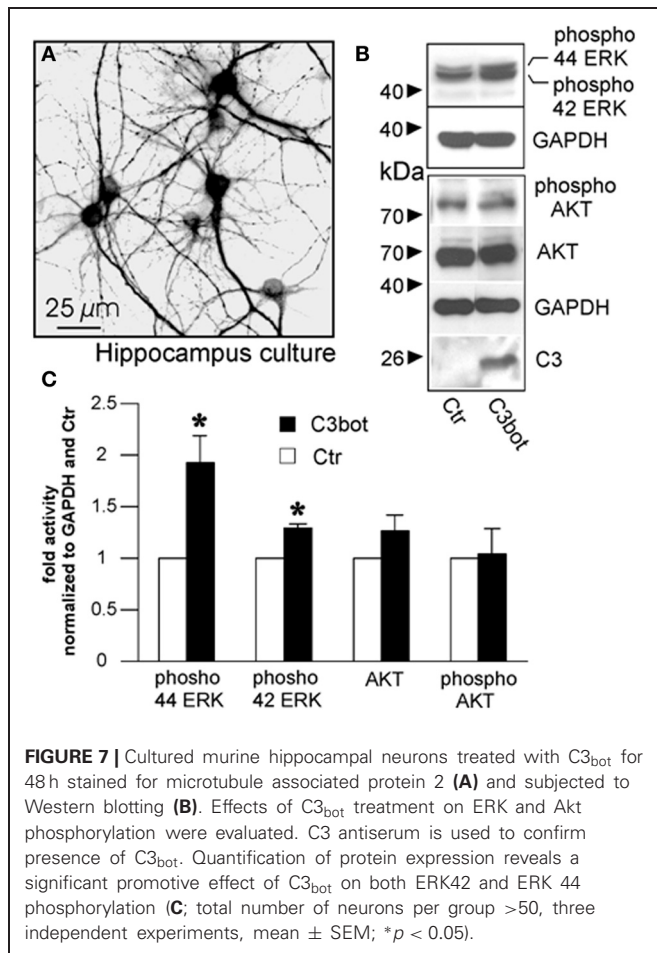 A
25 µm
Hippocampus culture
B
phospho
44 ERK
40
phospho
42 ERK
40
GAPDH
kDa
phospho
AKT
70
70
AKT
40
GAPDH
26
C3
Ctr
C3bot
C
fold activity
normalized to GAPDH and Ctr
2.5
2
1.5
1
0.5
0
*
*
C3bot
Ctr
phosho
44 ERK
phospho
42 ERK
AKT
phospho
AKT
FIGURE 7 | Cultured murine hippocampal neurons treated with C3bot for
48 h stained for microtubule associated protein 2 (A) and subjected to
Western blotting (B). Effects of C3bot treatment on ERK and Akt
phosphorylation were evaluated. C3 antiserum is used to confirm
presence of C3bot. Quantification of protein expression reveals a
significant promotive effect of C3bot on both ERK42 and ERK 44
phosphorylation (C; total number of neurons per group >50, three
independent experiments, mean ± SEM; *p < 0.05).